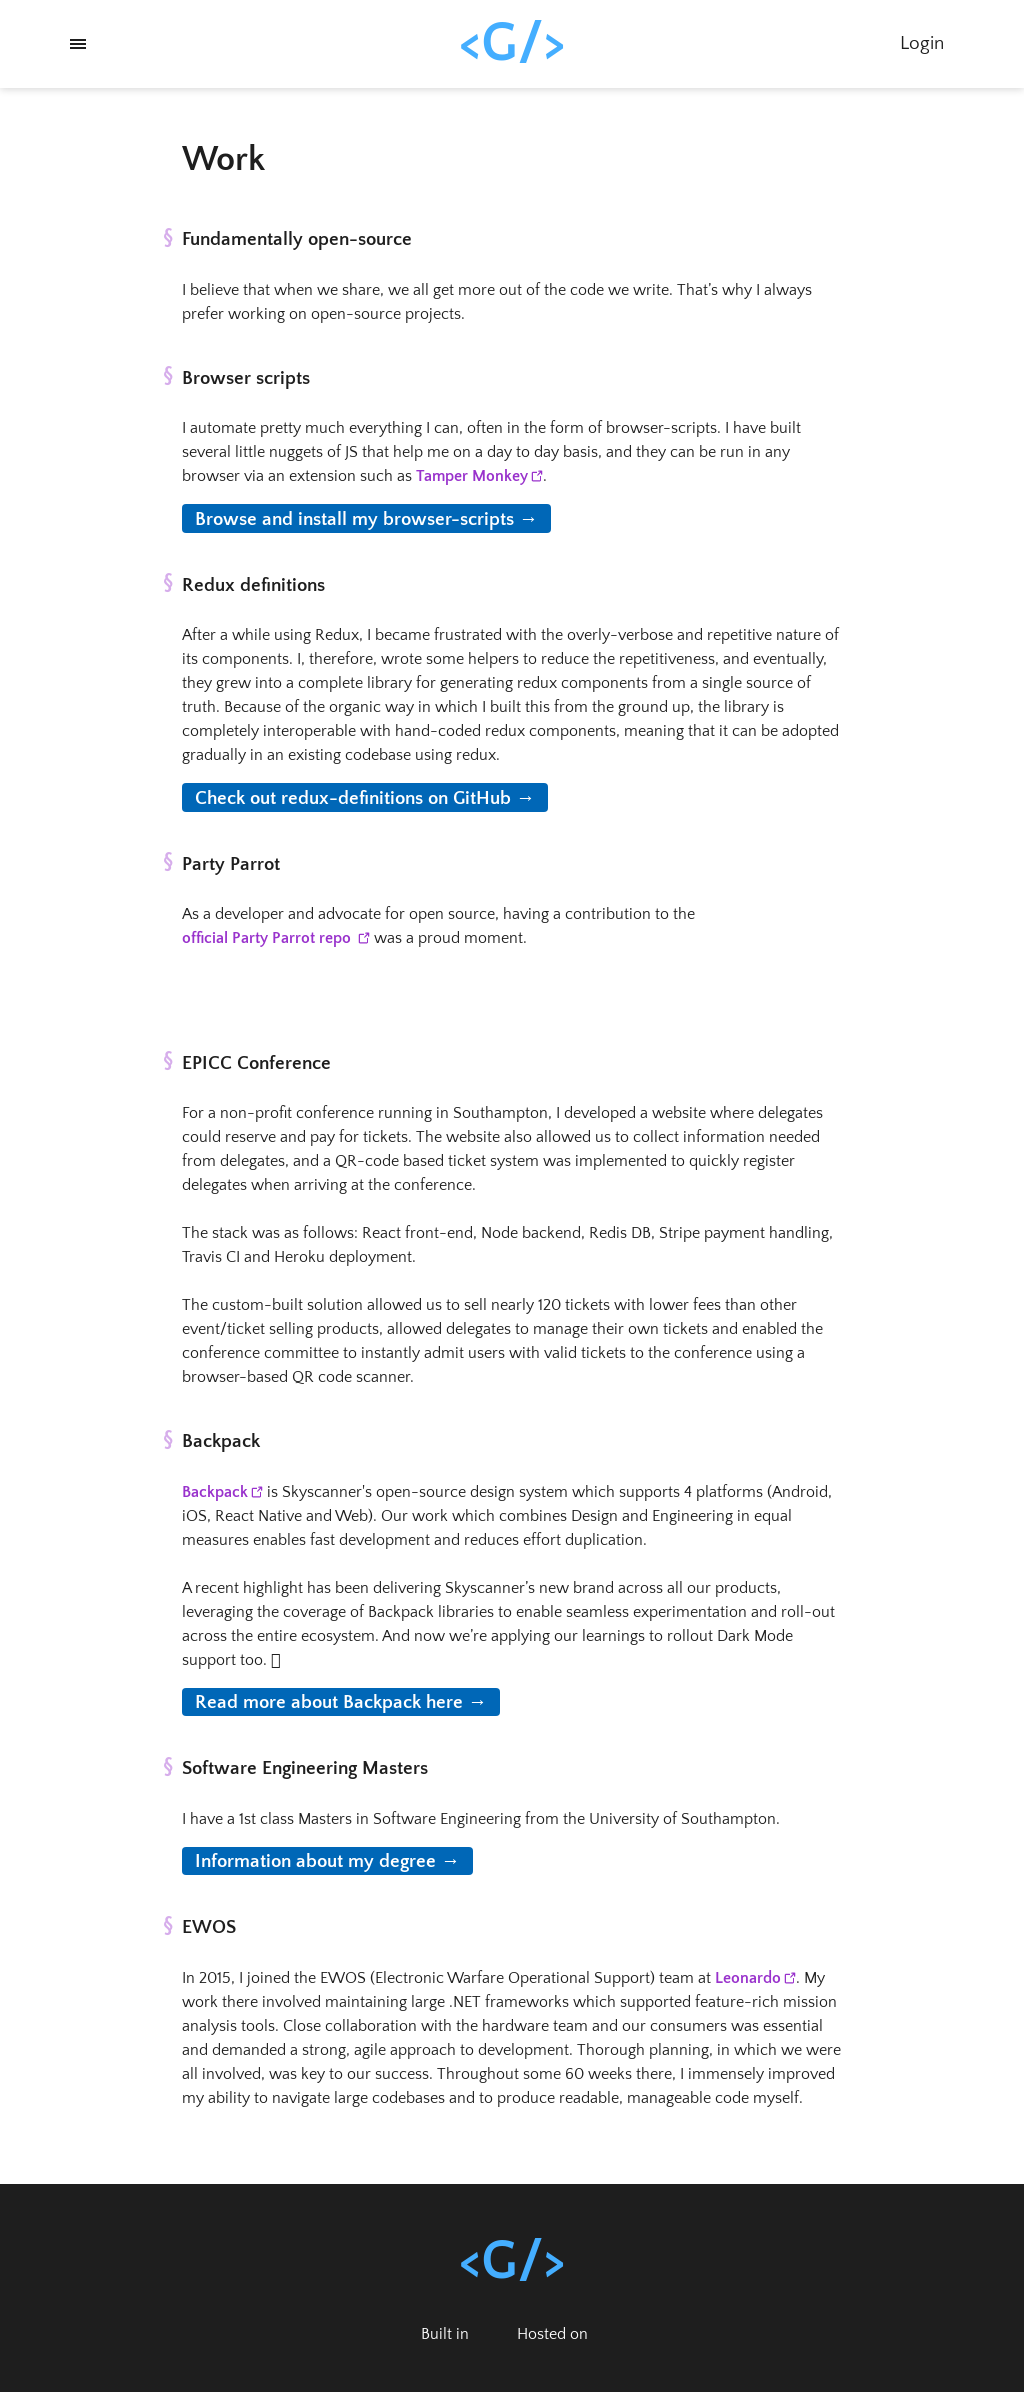 <G/>
Login
Work
§ Fundamentally open-source
I believe that when we share, we all get more out of the code we write. That's why I always
prefer working on open-source projects.
§ Browser scripts
I automate pretty much everything I can, often in the form of browser-scripts. I have built
several little nuggets of JS that help me on a day to day basis, and they can be run in any
browser via an extension such as Tamper Monkey.
Browse and install my browser-scripts →
§ Redux definitions
After a while using Redux, I became frustrated with the overly-verbose and repetitive nature of
its components. I, therefore, wrote some helpers to reduce the repetitiveness, and eventually,
they grew into a complete library for generating redux components from a single source of
truth. Because of the organic way in which I built this from the ground up, the library is
completely interoperable with hand-coded redux components, meaning that it can be adopted
gradually in an existing codebase using redux.
Check out redux-definitions on GitHub →
§ Party Parrot
As a developer and advocate for open source, having a contribution to the
official Party Parrot repo was a proud moment.
§ EPICC Conference
For a non-profit conference running in Southampton, I developed a website where delegates
could reserve and pay for tickets. The website also allowed us to collect information needed
from delegates, and a QR-code based ticket system was implemented to quickly register
delegates when arriving at the conference.
The stack was as follows: React front-end, Node backend, Redis DB, Stripe payment handling,
Travis CI and Heroku deployment.
The custom-built solution allowed us to sell nearly 120 tickets with lower fees than other
event/ticket selling products, allowed delegates to manage their own tickets and enabled the
conference committee to instantly admit users with valid tickets to the conference using a
browser-based QR code scanner.
§ Backpack
Backpack is Skyscanner's open-source design system which supports 4 platforms (Android,
iOS, React Native and Web). Our work which combines Design and Engineering in equal
measures enables fast development and reduces effort duplication.
A recent highlight has been delivering Skyscanner's new brand across all our products,
leveraging the coverage of Backpack libraries to enable seamless experimentation and roll-out
across the entire ecosystem. And now we're applying our learnings to rollout Dark Mode
support too.
Read more about Backpack here →
§ Software Engineering Masters
I have a 1st class Masters in Software Engineering from the University of Southampton.
Information about my degree →
§ EWOS
In 2015, I joined the EWOS (Electronic Warfare Operational Support) team at Leonardo. My
work there involved maintaining large .NET frameworks which supported feature-rich mission
analysis tools. Close collaboration with the hardware team and our consumers was essential
and demanded a strong, agile approach to development. Thorough planning, in which we were
all involved, was key to our success. Throughout some 60 weeks there, I immensely improved
my ability to navigate large codebases and to produce readable, manageable code myself.
<G/>
Built in
Hosted on